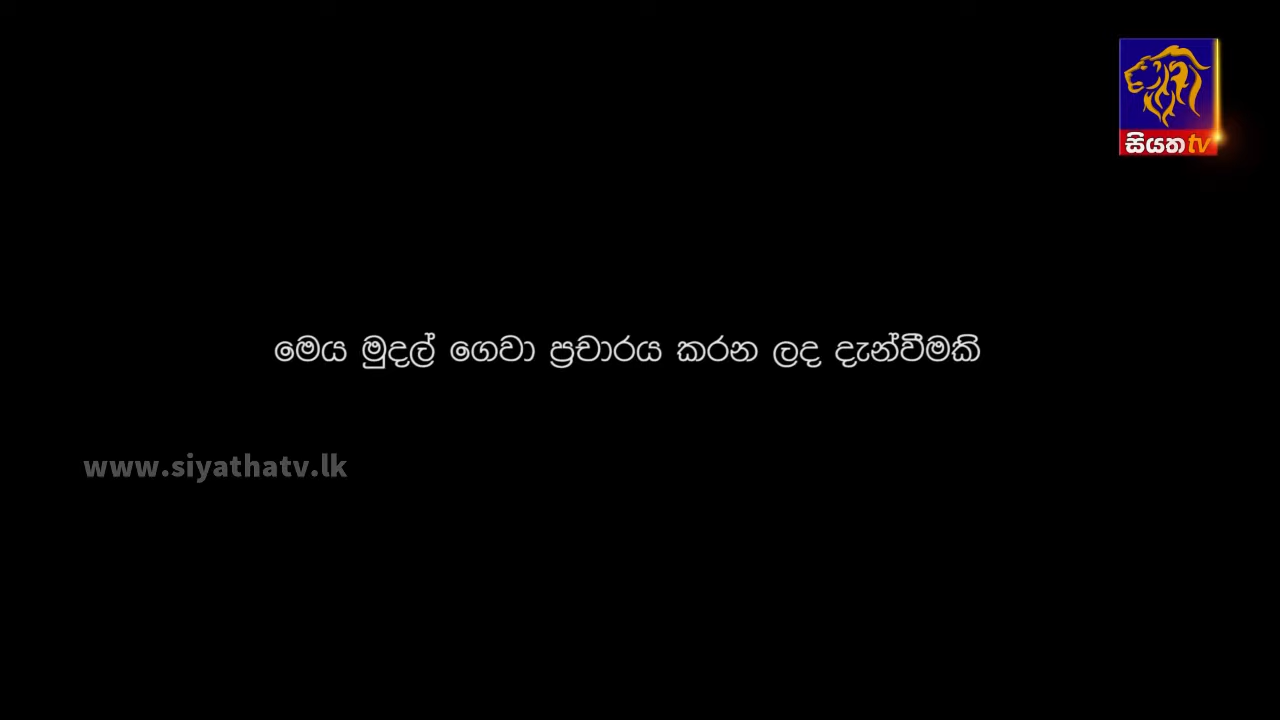 සියත tv
මෙය මුදල් ගෙවා ප්‍රචාරය කරන ලද දැන්වීමකි
www.siyathatv.lk